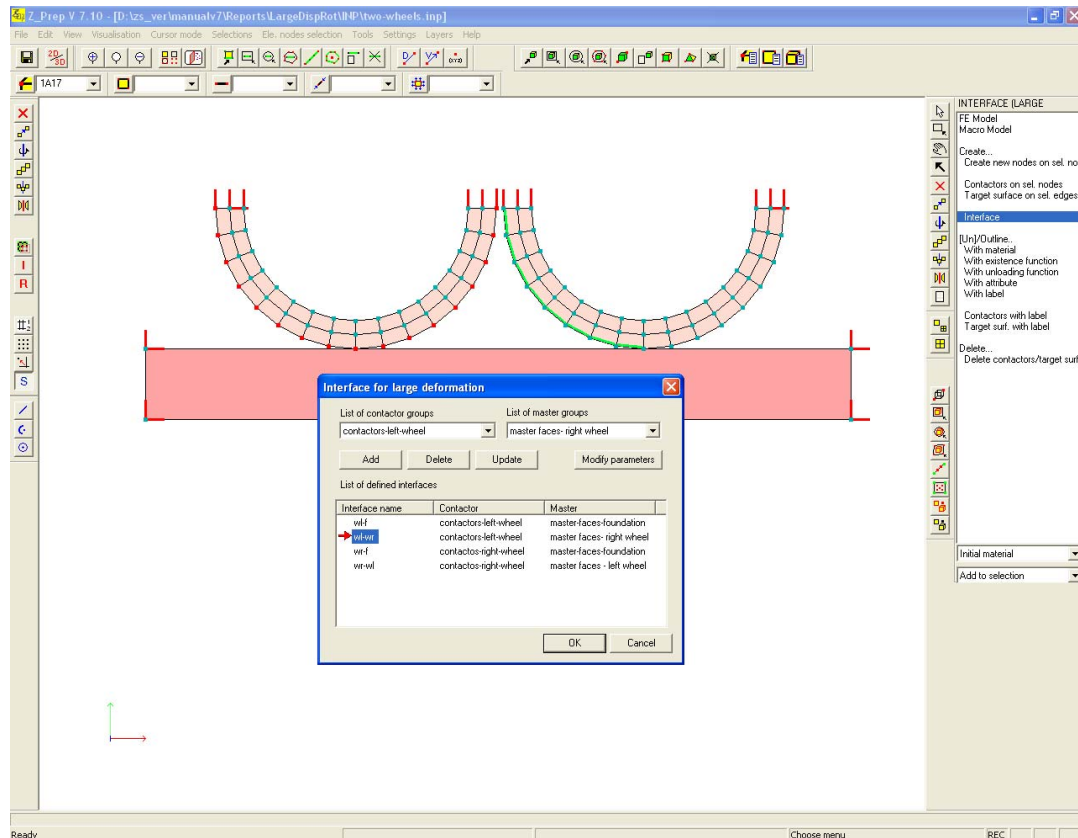 Z_Prep V 7.10 - [D:\zs_ver\manualv7\Reports\LargeDispRot\INP\two-wheels.inp]
File Edit View Visualisation Cursor mode Selections Ele. nodes selection Tools Settings Layers Help
2D/3D
1A17
INTERFACE (LARGE
FE Model
Macro Model
Create...
Create new nodes on sel. no
Contactors on sel. nodes
Target surface on sel. edges
Interface
[Un]/Outline..
With material
With existence function
With unloading function
With attribute
With label
Contactors with label
Target surf. with label
Delete...
Delete contactors/target surf
Initial material
Add to selection
I
R
S
Interface for large deformation
List of contactor groups List of master groups
contactors-left-wheel master faces- right wheel
Add Delete Update Modify parameters
List of defined interfaces
Interface name Contactor Master
wl-f contactors-left-wheel master-faces-foundation
wl-wr contactors-left-wheel master faces- right wheel
wr-f contactos-right-wheel master-faces-foundation
wr-wl contactos-right-wheel master faces - left wheel
OK Cancel
Ready Choose menu REC